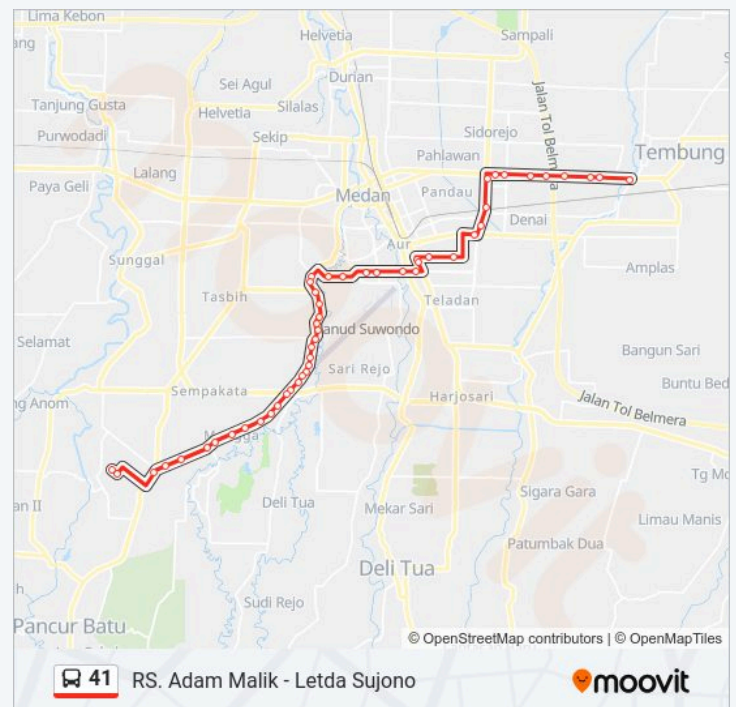 Lima Kebon
Helvetia
Sampali
Sei Agul
Durian
Tanjung Gusta
Helvetia
Silalas
Jalan Tol Belmera
Purwodadi
Sekip
Sidorejo
Lalang
Pahlawan
Tembung
Paya Geli
Medan
Pandau
Denai
Sunggal
Aur
Amplas
Tasbih
Teladan
anud Suwondo
Selamat
Bangun Sari
Sari Rejo
Sempakata
Buntu Bed
ng Anom
Harjosari
Jalan Tol Belmera
Tg Mo
Sigara Gara
an II
Deli Tua
Mekar Sari
Limau Manis
Patumbak Dua
Deli Tua
Sudi Rejo
Pancur Batu
© OpenStreetMap contributors | © OpenMapTiles
41 RS. Adam Malik - Letda Sujono
moovit